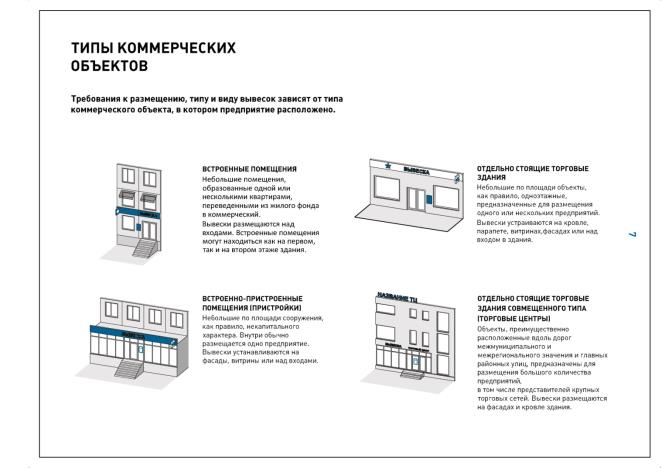 ТИПЫ КОММЕРЧЕСКИХ
ОБЪЕКТОВ
Требования к размещению, типу и виду вывесок зависят от типа
коммерческого объекта, в котором предприятие расположено.
ВСТРОЕННЫЕ ПОМЕЩЕНИЯ
Небольшие помещения,
образованные одной или
несколькими квартирами,
переведенными из жилого фонда
в коммерческий.
Вывески размещаются над
входами. Встроенные помещения
могут находиться как на первом,
так и на втором этаже здания.
ВЫВЕСКА
ОТДЕЛЬНО СТОЯЩИЕ ТОРГОВЫЕ
ЗДАНИЯ
Небольшие по площади объекты,
как правило, одноэтажные,
предназначенные для размещения
одного или нескольких предприятий.
Вывески устраиваются на кровле,
парапете, витринах,фасадах или над
входом в здания.
7
ВСТРОЕННО-ПРИСТРОЕННЫЕ
ПОМЕЩЕНИЯ (ПРИСТРОЙКИ)
Небольшие по площади сооружения,
как правило, некапитального
характера. Внутри обычно
размещается одно предприятие.
Вывески устанавливаются на
фасады, витрины или над входами.
НАЗВАНИЕ ТЦ
ОТДЕЛЬНО СТОЯЩИЕ ТОРГОВЫЕ
ЗДАНИЯ СОВМЕЩЕННОГО ТИПА
(ТОРГОВЫЕ ЦЕНТРЫ)
Объекты, преимущественно
расположенные вдоль дорог
межмуниципального и
межрегионального значения и главных
районных улиц, предназначены для
размещения большого количества
предприятий,
в том числе представителей крупных
торговых сетей. Вывески размещаются
на фасадах и кровле здания.